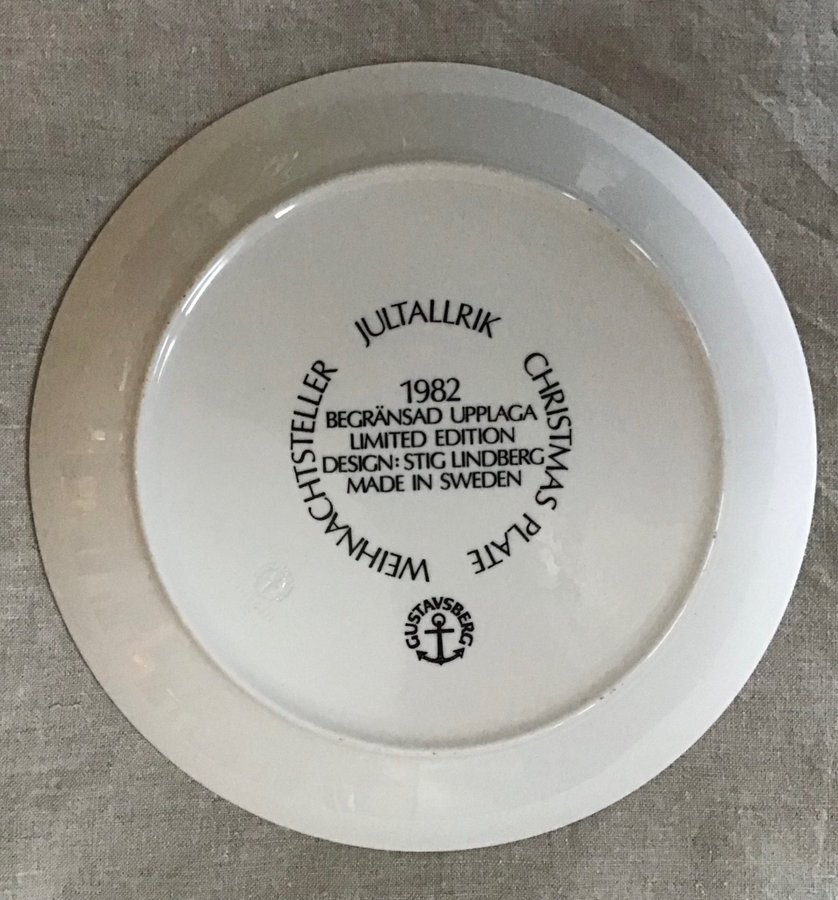 JULTALLRIK
CHRISTMAS PLATE
WEIHNACHTSTELLER
1982
BEGRÄNSAD UPPLAGA
LIMITED EDITION
DESIGN: STIG LINDBERG
MADE IN SWEDEN
GUSTAVSBERG